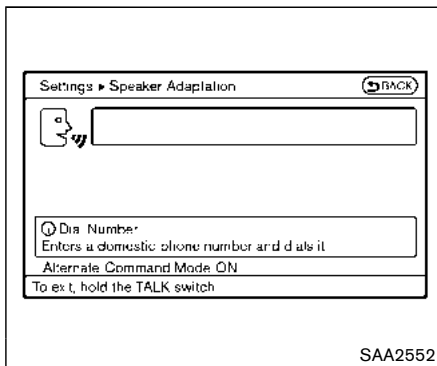 Settings ▸ Speaker Adaptation
BACK
Dial Number
Enters a domestic phone number and dials it
Alternate Command Mode ON
To exit, hold the TALK switch
SAA2552